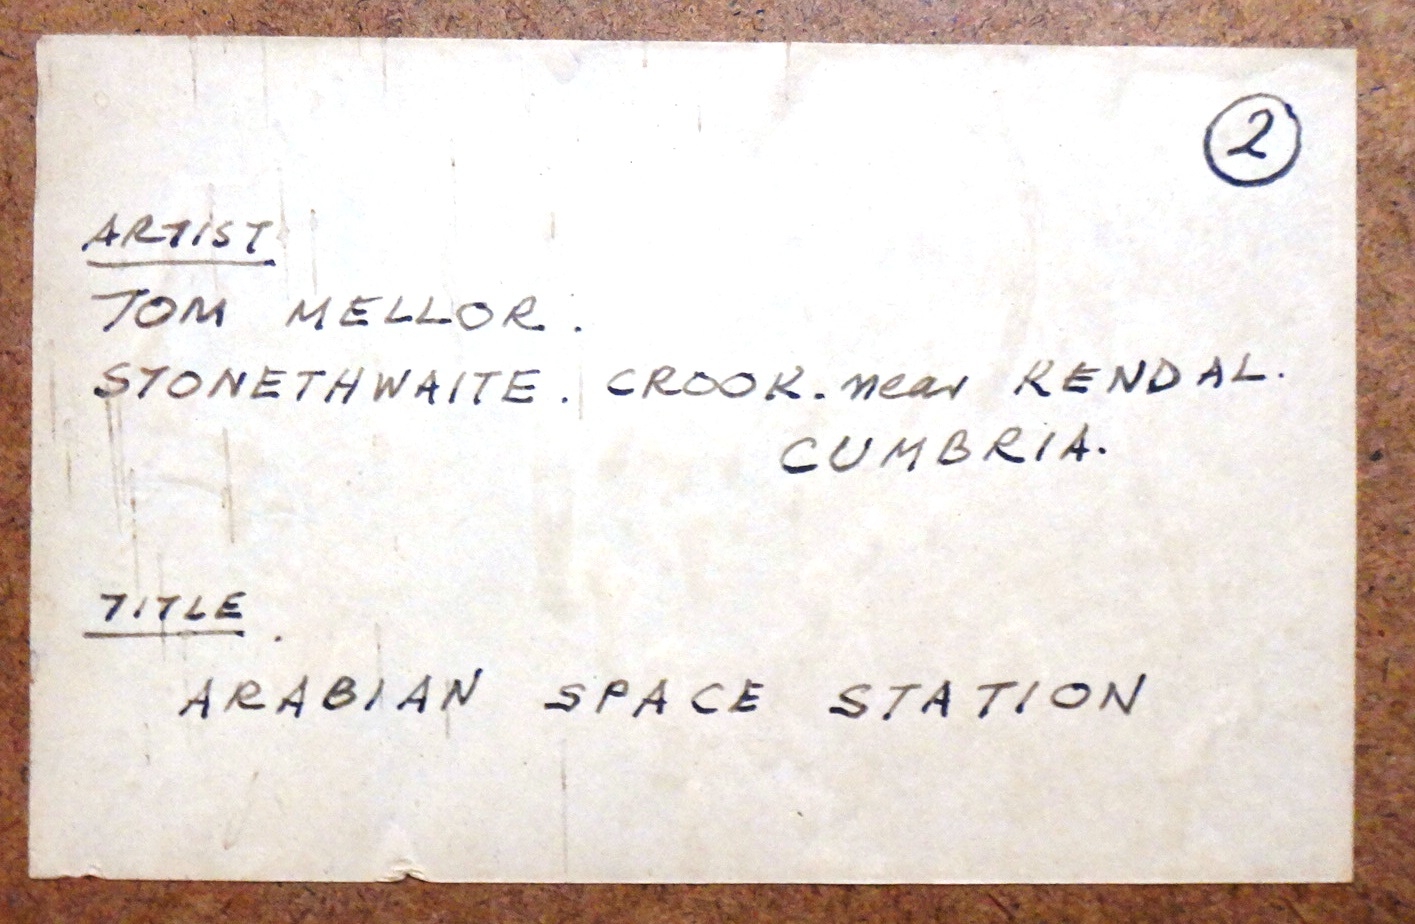 2
ARTIST
TOM MELLOR.
STONETHWAITE. CROOK. near KENDAL.
CUMBRIA.
TITLE.
ARABIAN SPACE STATION